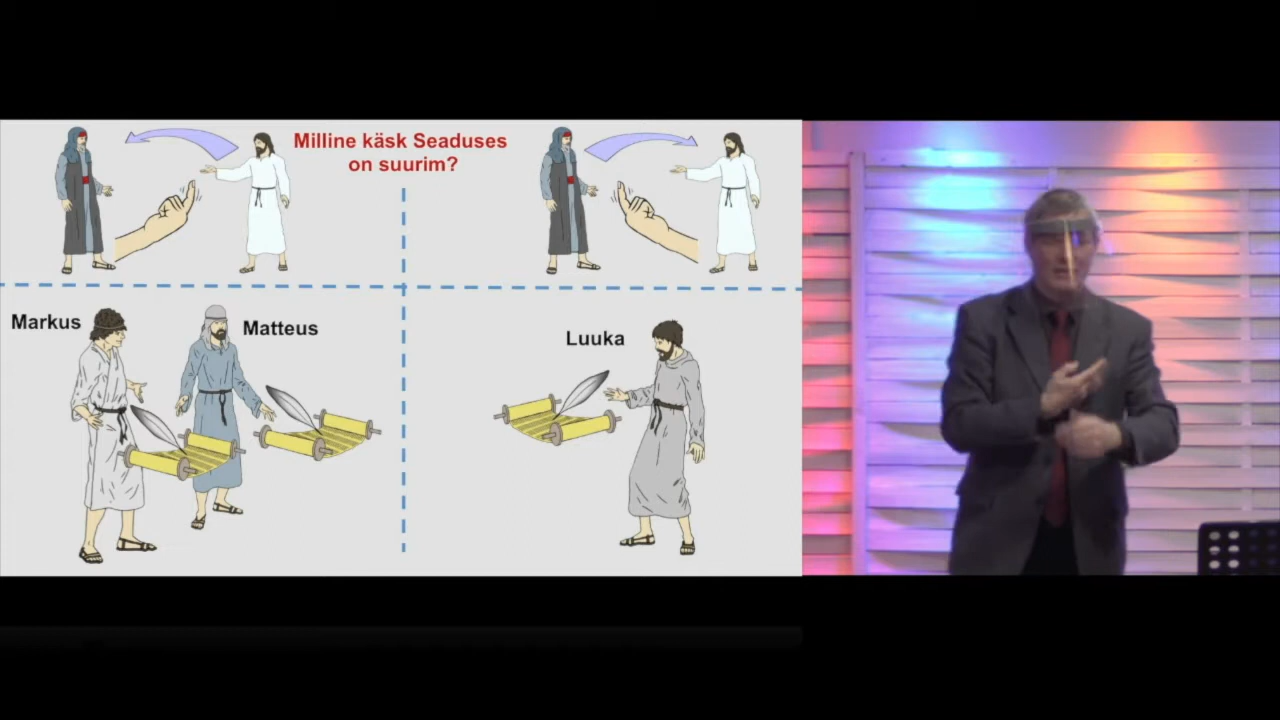 Milline käsk Seaduses
on suurim?
Markus
Matteus
Luuka